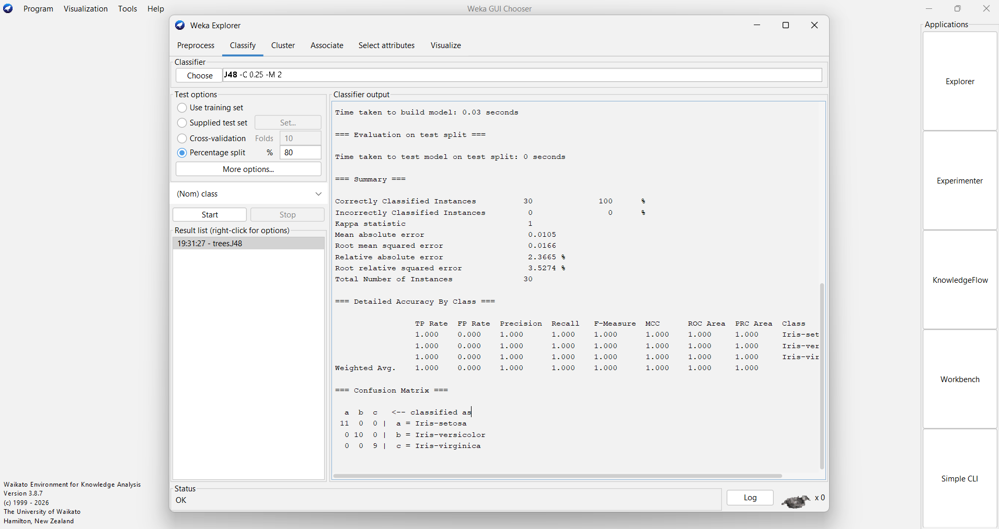 Program Visualization Tools Help
Weka GUI Chooser
Weka Explorer
Preprocess Classify Cluster Associate Select attributes Visualize
Classifier
Choose J48 -C 0.25 -M 2
Test options
Use training set
Supplied test set Set...
Cross-validation Folds 10
Percentage split % 80
More options...
(Nom) class
Start Stop
Result list (right-click for options)
19:31:27 - trees.J48
Classifier output
Time taken to build model: 0.03 seconds
=== Evaluation on test split ===
Time taken to test model on test split: 0 seconds
=== Summary ===
Correctly Classified Instances 30 100 %
Incorrectly Classified Instances 0 0 %
Kappa statistic 1
Mean absolute error 0.0105
Root mean squared error 0.0166
Relative absolute error 2.3665 %
Root relative squared error 3.5274 %
Total Number of Instances 30
=== Detailed Accuracy By Class ===
TP Rate FP Rate Precision Recall F-Measure MCC ROC Area PRC Area Class
1.000 0.000 1.000 1.000 1.000 1.000 1.000 1.000 Iris-set
1.000 0.000 1.000 1.000 1.000 1.000 1.000 1.000 Iris-ver
1.000 0.000 1.000 1.000 1.000 1.000 1.000 1.000 Iris-vir
Weighted Avg. 1.000 0.000 1.000 1.000 1.000 1.000 1.000 1.000
=== Confusion Matrix ===
a b c <-- classified as
11 0 0 | a = Iris-setosa
0 10 0 | b = Iris-versicolor
0 0 9 | c = Iris-virginica
Status
OK
Log x 0
Applications
Explorer
Experimenter
KnowledgeFlow
Workbench
Simple CLI
Waikato Environment for Knowledge Analysis
Version 3.8.7
(c) 1999 - 2026
The University of Waikato
Hamilton, New Zealand